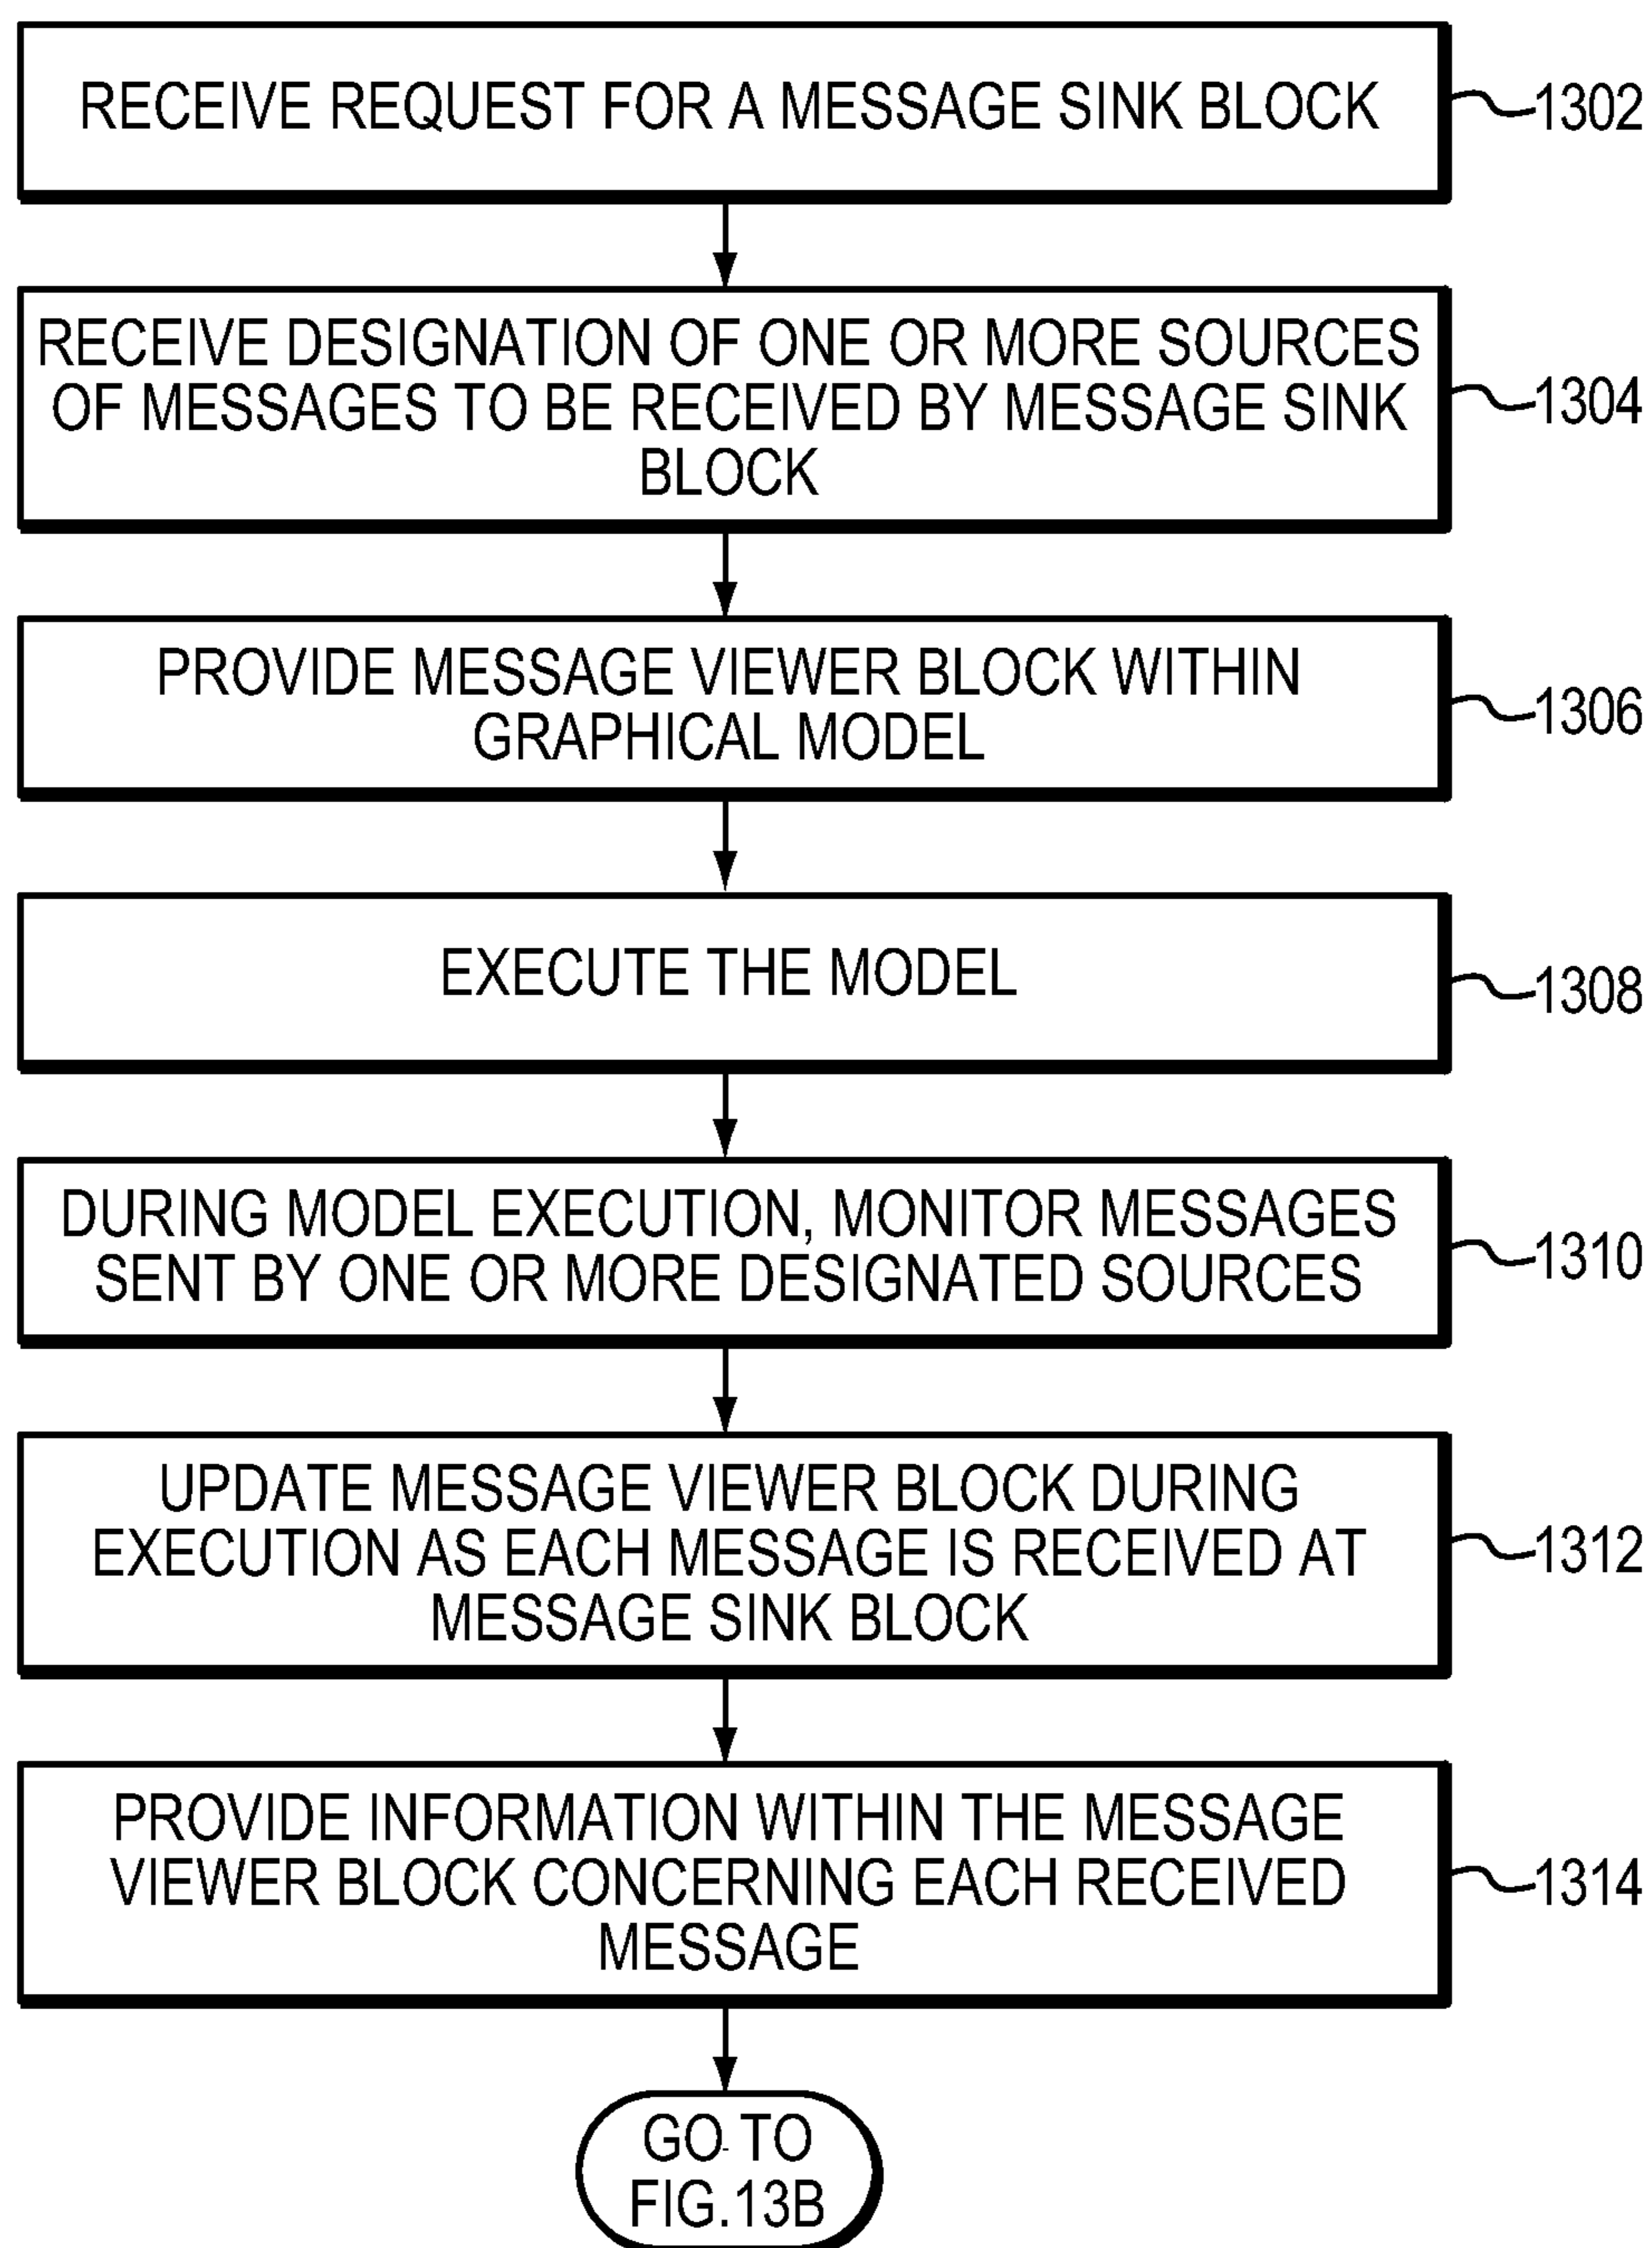 RECEIVE REQUEST FOR A MESSAGE SINK BLOCK
1302
RECEIVE DESIGNATION OF ONE OR MORE SOURCES
OF MESSAGES TO BE RECEIVED BY MESSAGE SINK
BLOCK
1304
PROVIDE MESSAGE VIEWER BLOCK WITHIN
GRAPHICAL MODEL
1306
EXECUTE THE MODEL
1308
DURING MODEL EXECUTION, MONITOR MESSAGES
SENT BY ONE OR MORE DESIGNATED SOURCES
1310
UPDATE MESSAGE VIEWER BLOCK DURING
EXECUTION AS EACH MESSAGE IS RECEIVED AT
MESSAGE SINK BLOCK
1312
PROVIDE INFORMATION WITHIN THE MESSAGE
VIEWER BLOCK CONCERNING EACH RECEIVED
MESSAGE
1314
GO TO
FIG.13B